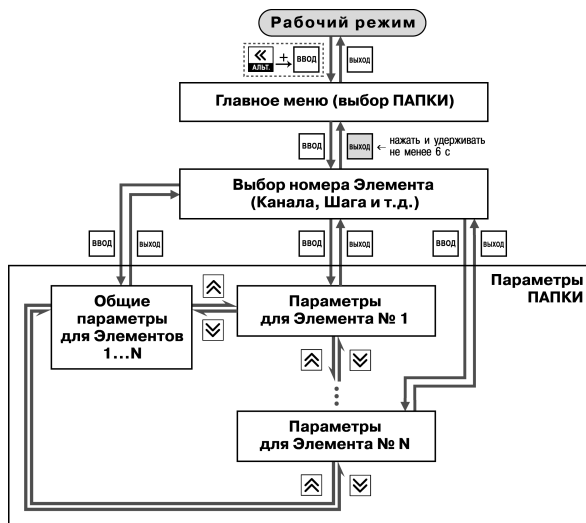 Рабочий режим
АЛЬТ.
+
ВВОД
ВЫХОД
Главное меню (выбор ПАПКИ)
ВВОД
ВЫХОД
← нажать и удерживать
не менее 6 с
Выбор номера Элемента
(Канала, Шага и т.д.)
ВВОД
ВЫХОД
ВВОД
ВЫХОД
ВВОД
ВЫХОД
Параметры
ПАПКИ
Общие
параметры
для Элементов
1...N
Параметры
для Элемента № 1
Параметры
для Элемента № N